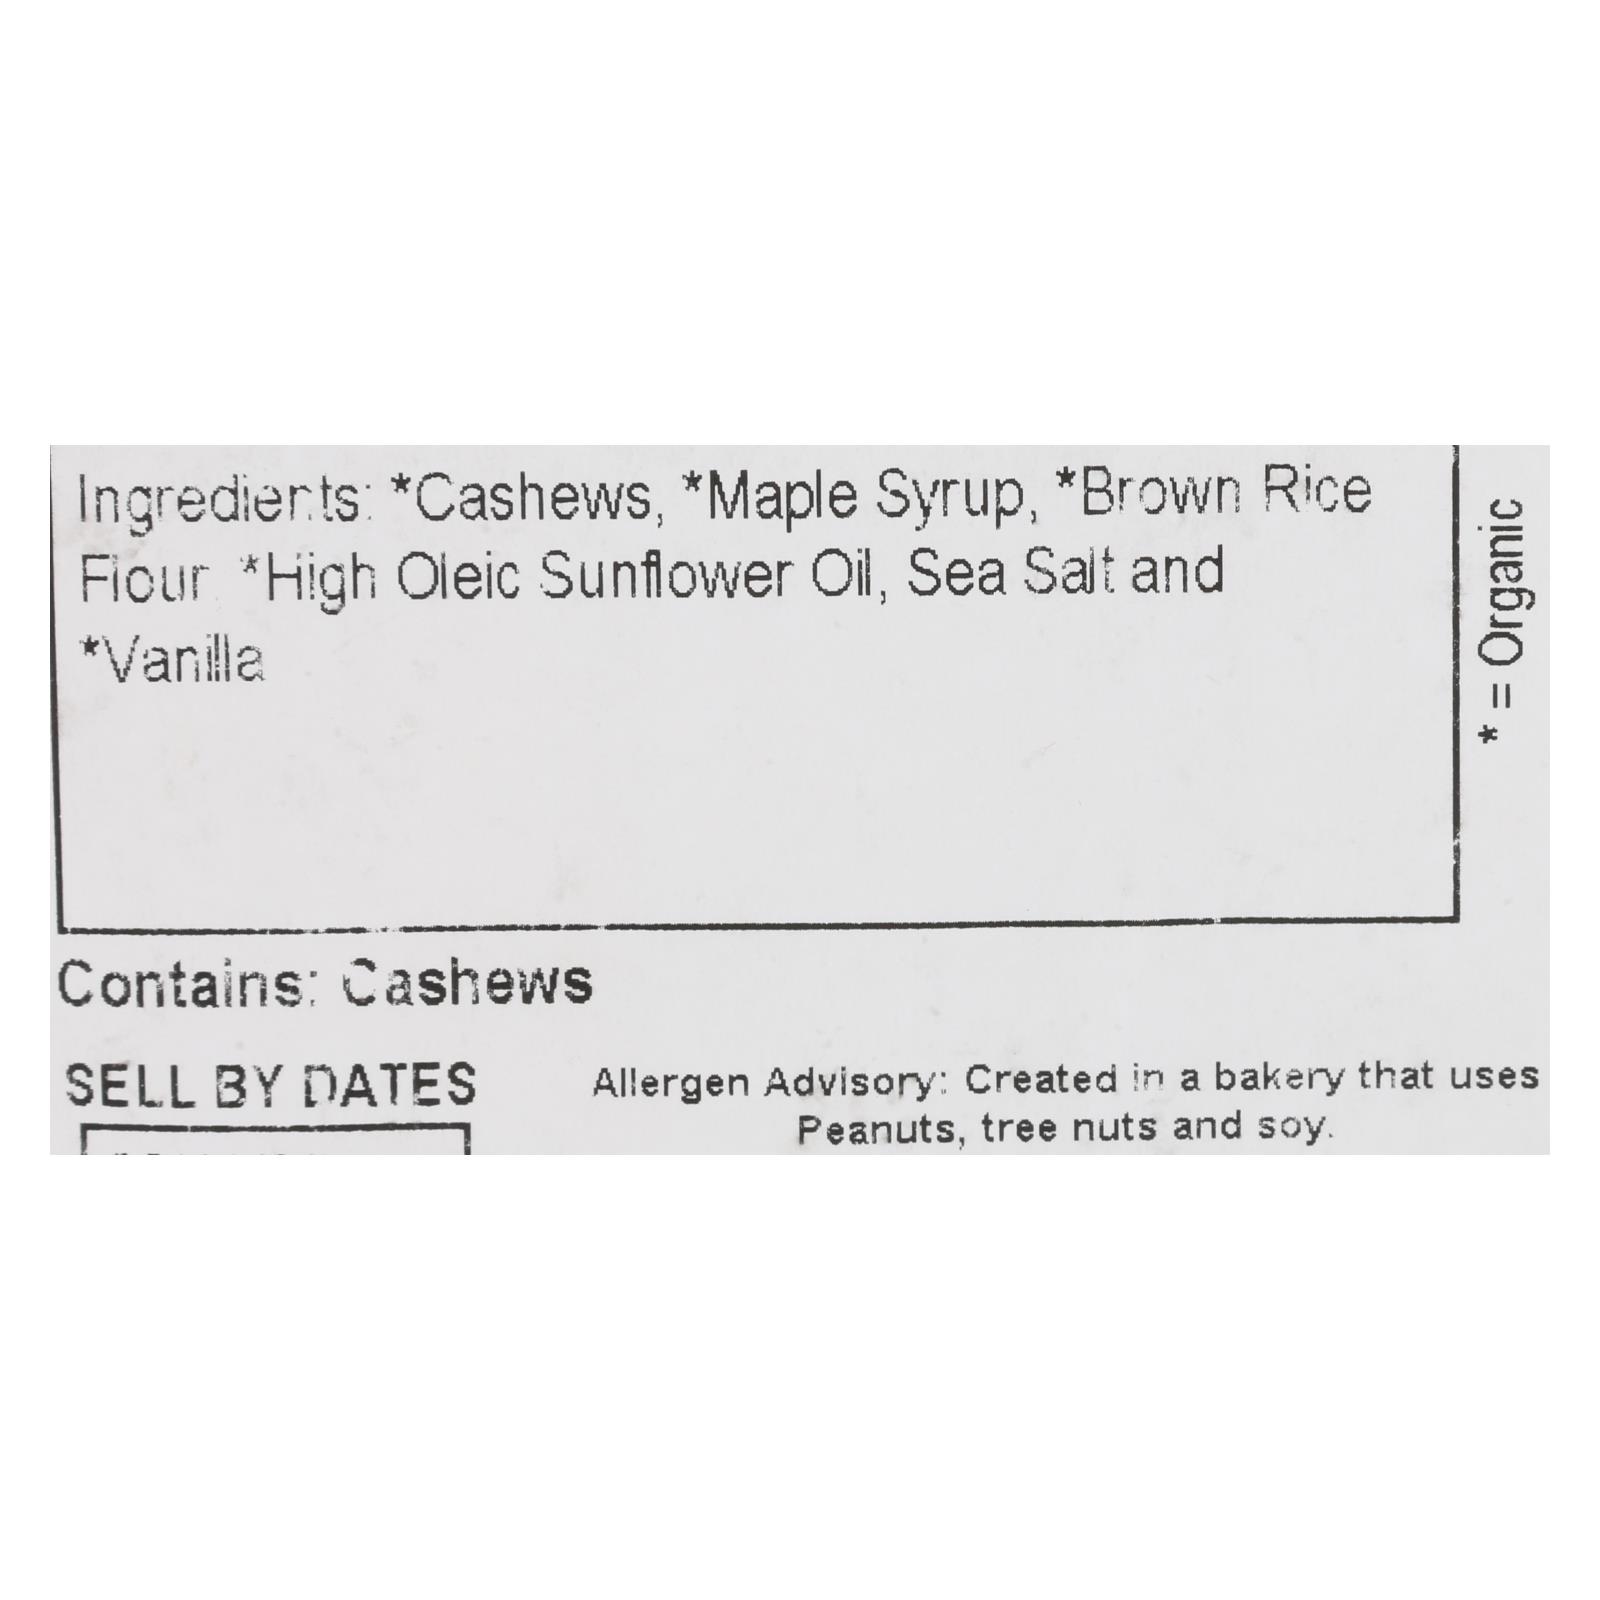 Ingredients: *Cashews, *Maple Syrup, *Brown Rice
Flour *High Oleic Sunflower Oil, Sea Salt and
*Vanilla
* = Organic
Contains: Cashews
SELL BY DATES
Allergen Advisory: Created in a bakery that uses
Peanuts, tree nuts and soy.